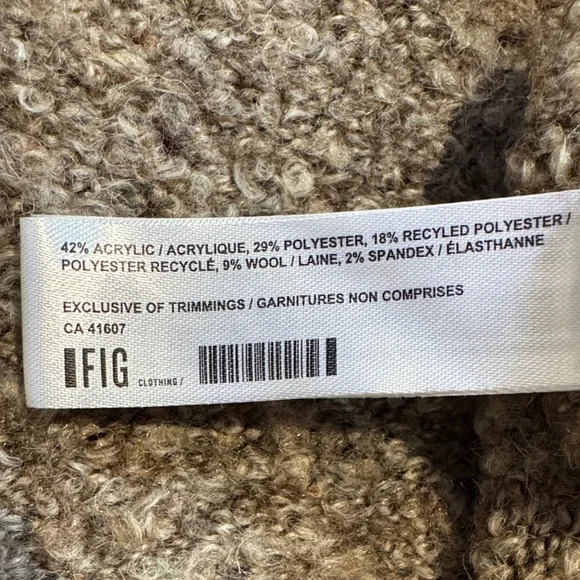 42% ACRYLIC / ACRYLIQUE, 29% POLYESTER, 18% RECYLED POLYESTER /
POLYESTER RECYCLÉ, 9% WOOL / LAINE, 2% SPANDEX / ÉLASTHANNE
EXCLUSIVE OF TRIMMINGS / GARNITURES NON COMPRISES
CA 41607
FIG CLOTHING /